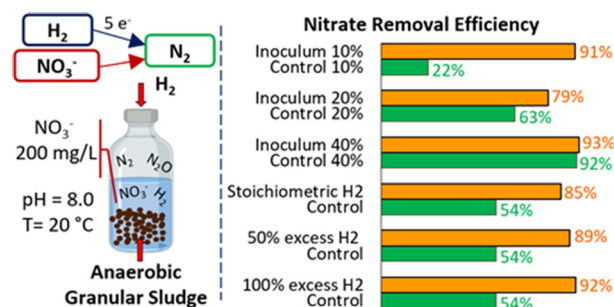 H₂
5 e⁻
N₂
NO₃⁻
H₂
NO₃⁻
200 mg/L
N₂
N₂O
NO₃⁻
H₂
pH = 8.0
T= 20 °C
Anaerobic
Granular Sludge
Nitrate Removal Efficiency
Inoculum 10% 91%
Control 10% 22%
Inoculum 20% 79%
Control 20% 63%
Inoculum 40% 93%
Control 40% 92%
Stoichiometric H2 85%
Control 54%
50% excess H2 89%
Control 54%
100% excess H2 92%
Control 54%